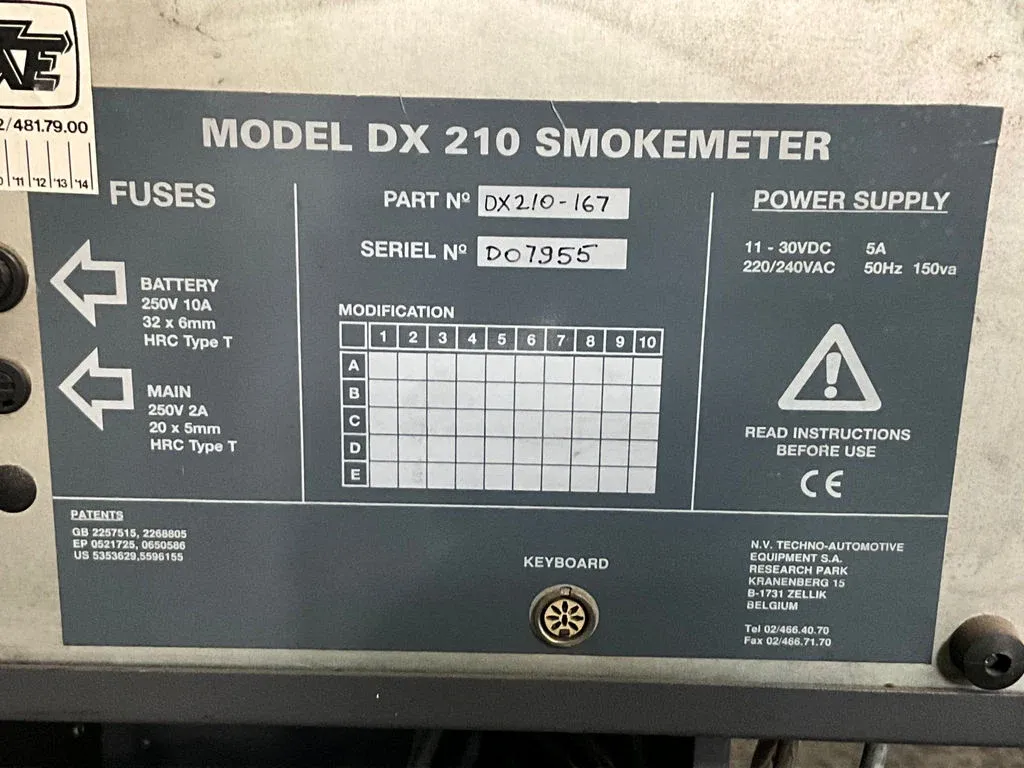 2/481.79.00
'11 '12 '13 '14
MODEL DX 210 SMOKEMETER
FUSES
BATTERY
250V 10A
32 x 6mm
HRC Type T
MAIN
250V 2A
20 x 5mm
HRC Type T
PART Nº DX210-167
SERIEL Nº D07955
MODIFICATION
1 2 3 4 5 6 7 8 9 10
A
B
C
D
E
POWER SUPPLY
11 - 30VDC 5A
220/240VAC 50Hz 150va
READ INSTRUCTIONS
BEFORE USE
CE
PATENTS
GB 2257515, 2268805
EP 0521725, 0650586
US 5353629,5596155
KEYBOARD
N.V. TECHNO-AUTOMOTIVE
EQUIPMENT S.A.
RESEARCH PARK
KRANENBERG 15
B-1731 ZELLIK
BELGIUM
Tel 02/466.40.70
Fax 02/466.71.70